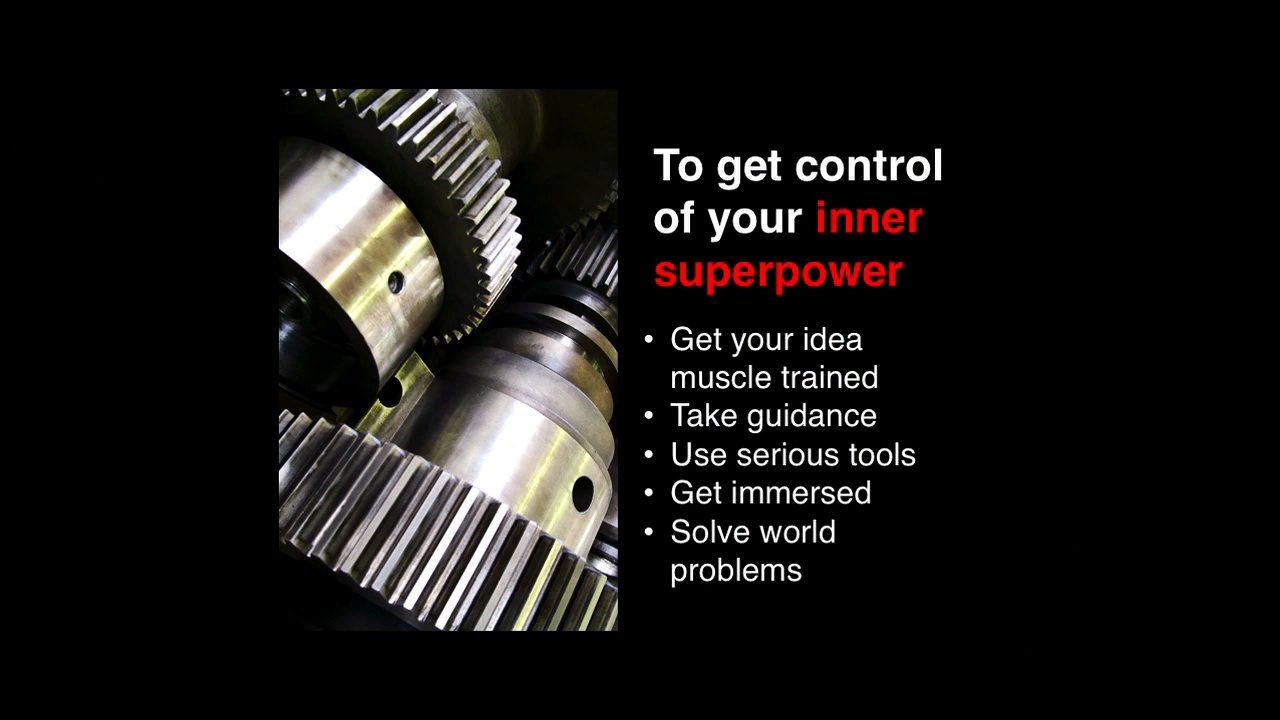 To get control
of your inner
superpower
• Get your idea
muscle trained
• Take guidance
• Use serious tools
• Get immersed
• Solve world
problems